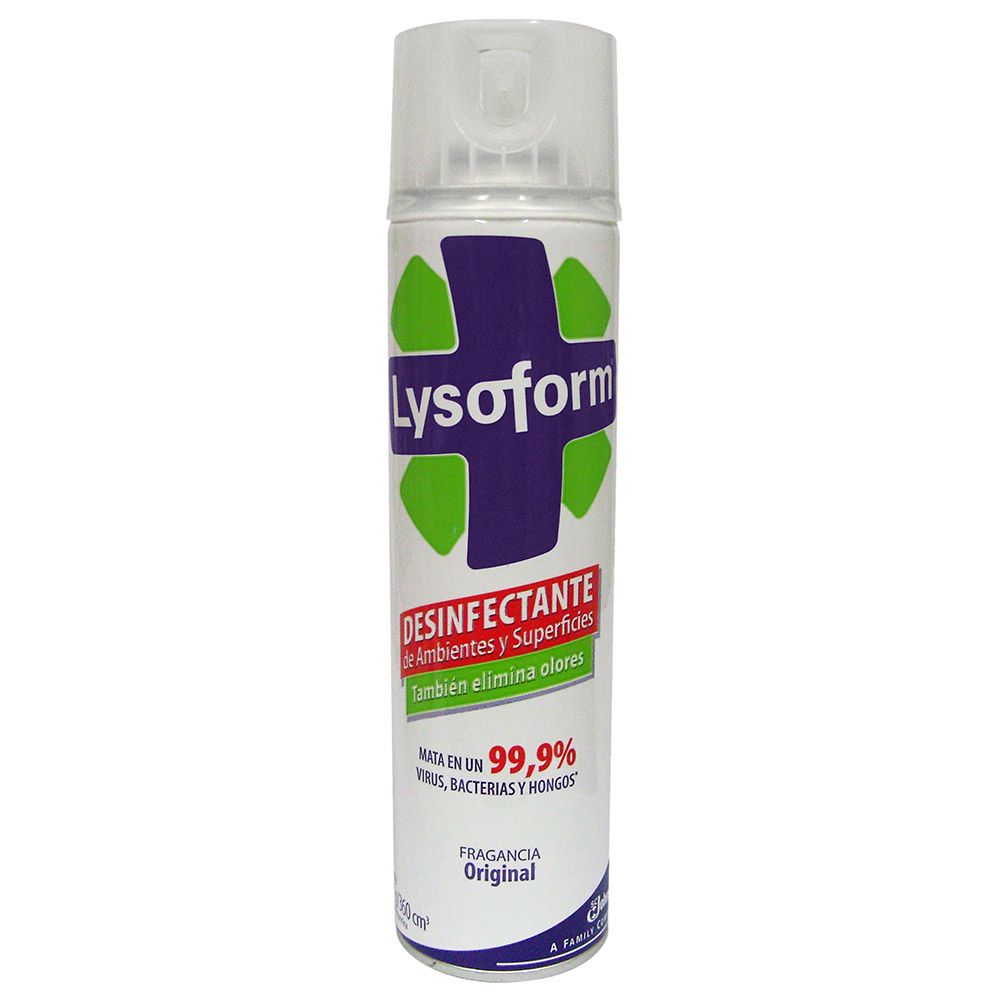 Lysoform
DESINFECTANTE
de Ambientes y Superficies
También elimina olores
MATA EN UN 99,9%
VIRUS, BACTERIAS Y HONGOS*
FRAGANCIA
Original
360 cm³
SC
A FAMILY